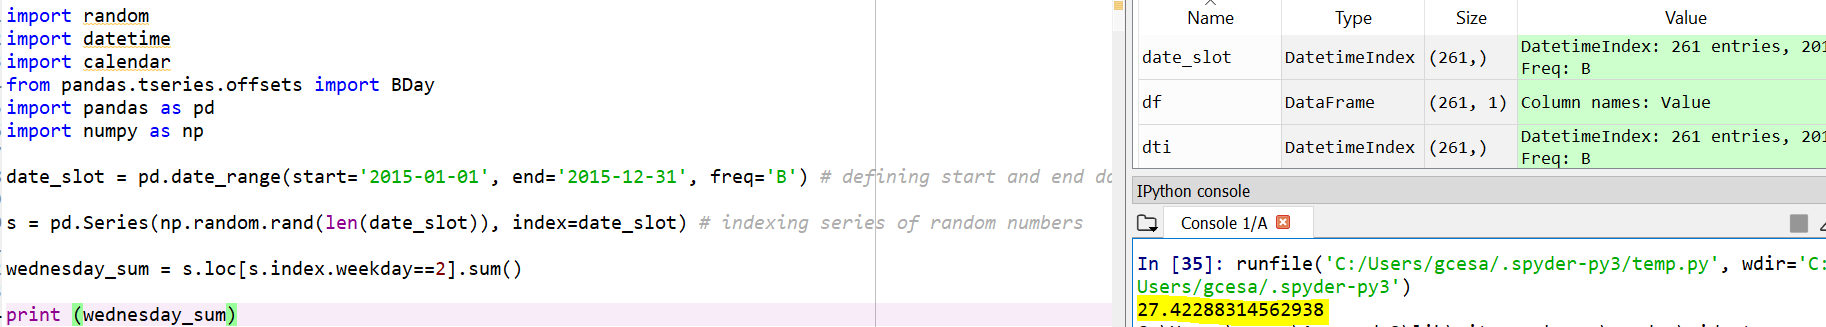 import random
import datetime
import calendar
from pandas.tseries.offsets import BDay
import pandas as pd
import numpy as np
date_slot = pd.date_range(start='2015-01-01', end='2015-12-31', freq='B') # defining start and end da
s = pd.Series(np.random.rand(len(date_slot)), index=date_slot) # indexing series of random numbers
wednesday_sum = s.loc[s.index.weekday==2].sum()
print (wednesday_sum)
Name Type Size Value
date_slot DatetimeIndex (261,) DatetimeIndex: 261 entries, 201
Freq: B
df DataFrame (261, 1) Column names: Value
dti DatetimeIndex (261,) DatetimeIndex: 261 entries, 201
Freq: B
IPython console
Console 1/A
In [35]: runfile('C:/Users/gcesa/.spyder-py3/temp.py', wdir='C:
Users/gcesa/.spyder-py3')
27.42288314562938